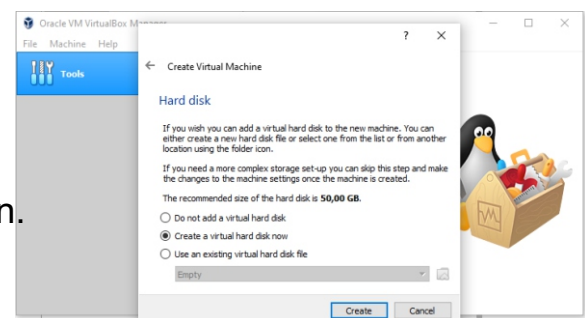 Oracle VM VirtualBox Manager
File Machine Help
Tools
? ×
Create Virtual Machine
Hard disk
If you wish you can add a virtual hard disk to the new machine. You can
either create a new hard disk file or select one from the list or from another
location using the folder icon.
If you need a more complex storage set-up you can skip this step and make
the changes to the machine settings once the machine is created.
The recommended size of the hard disk is 50,00 GB.
Do not add a virtual hard disk
Create a virtual hard disk now
Use an existing virtual hard disk file
Empty
Create Cancel